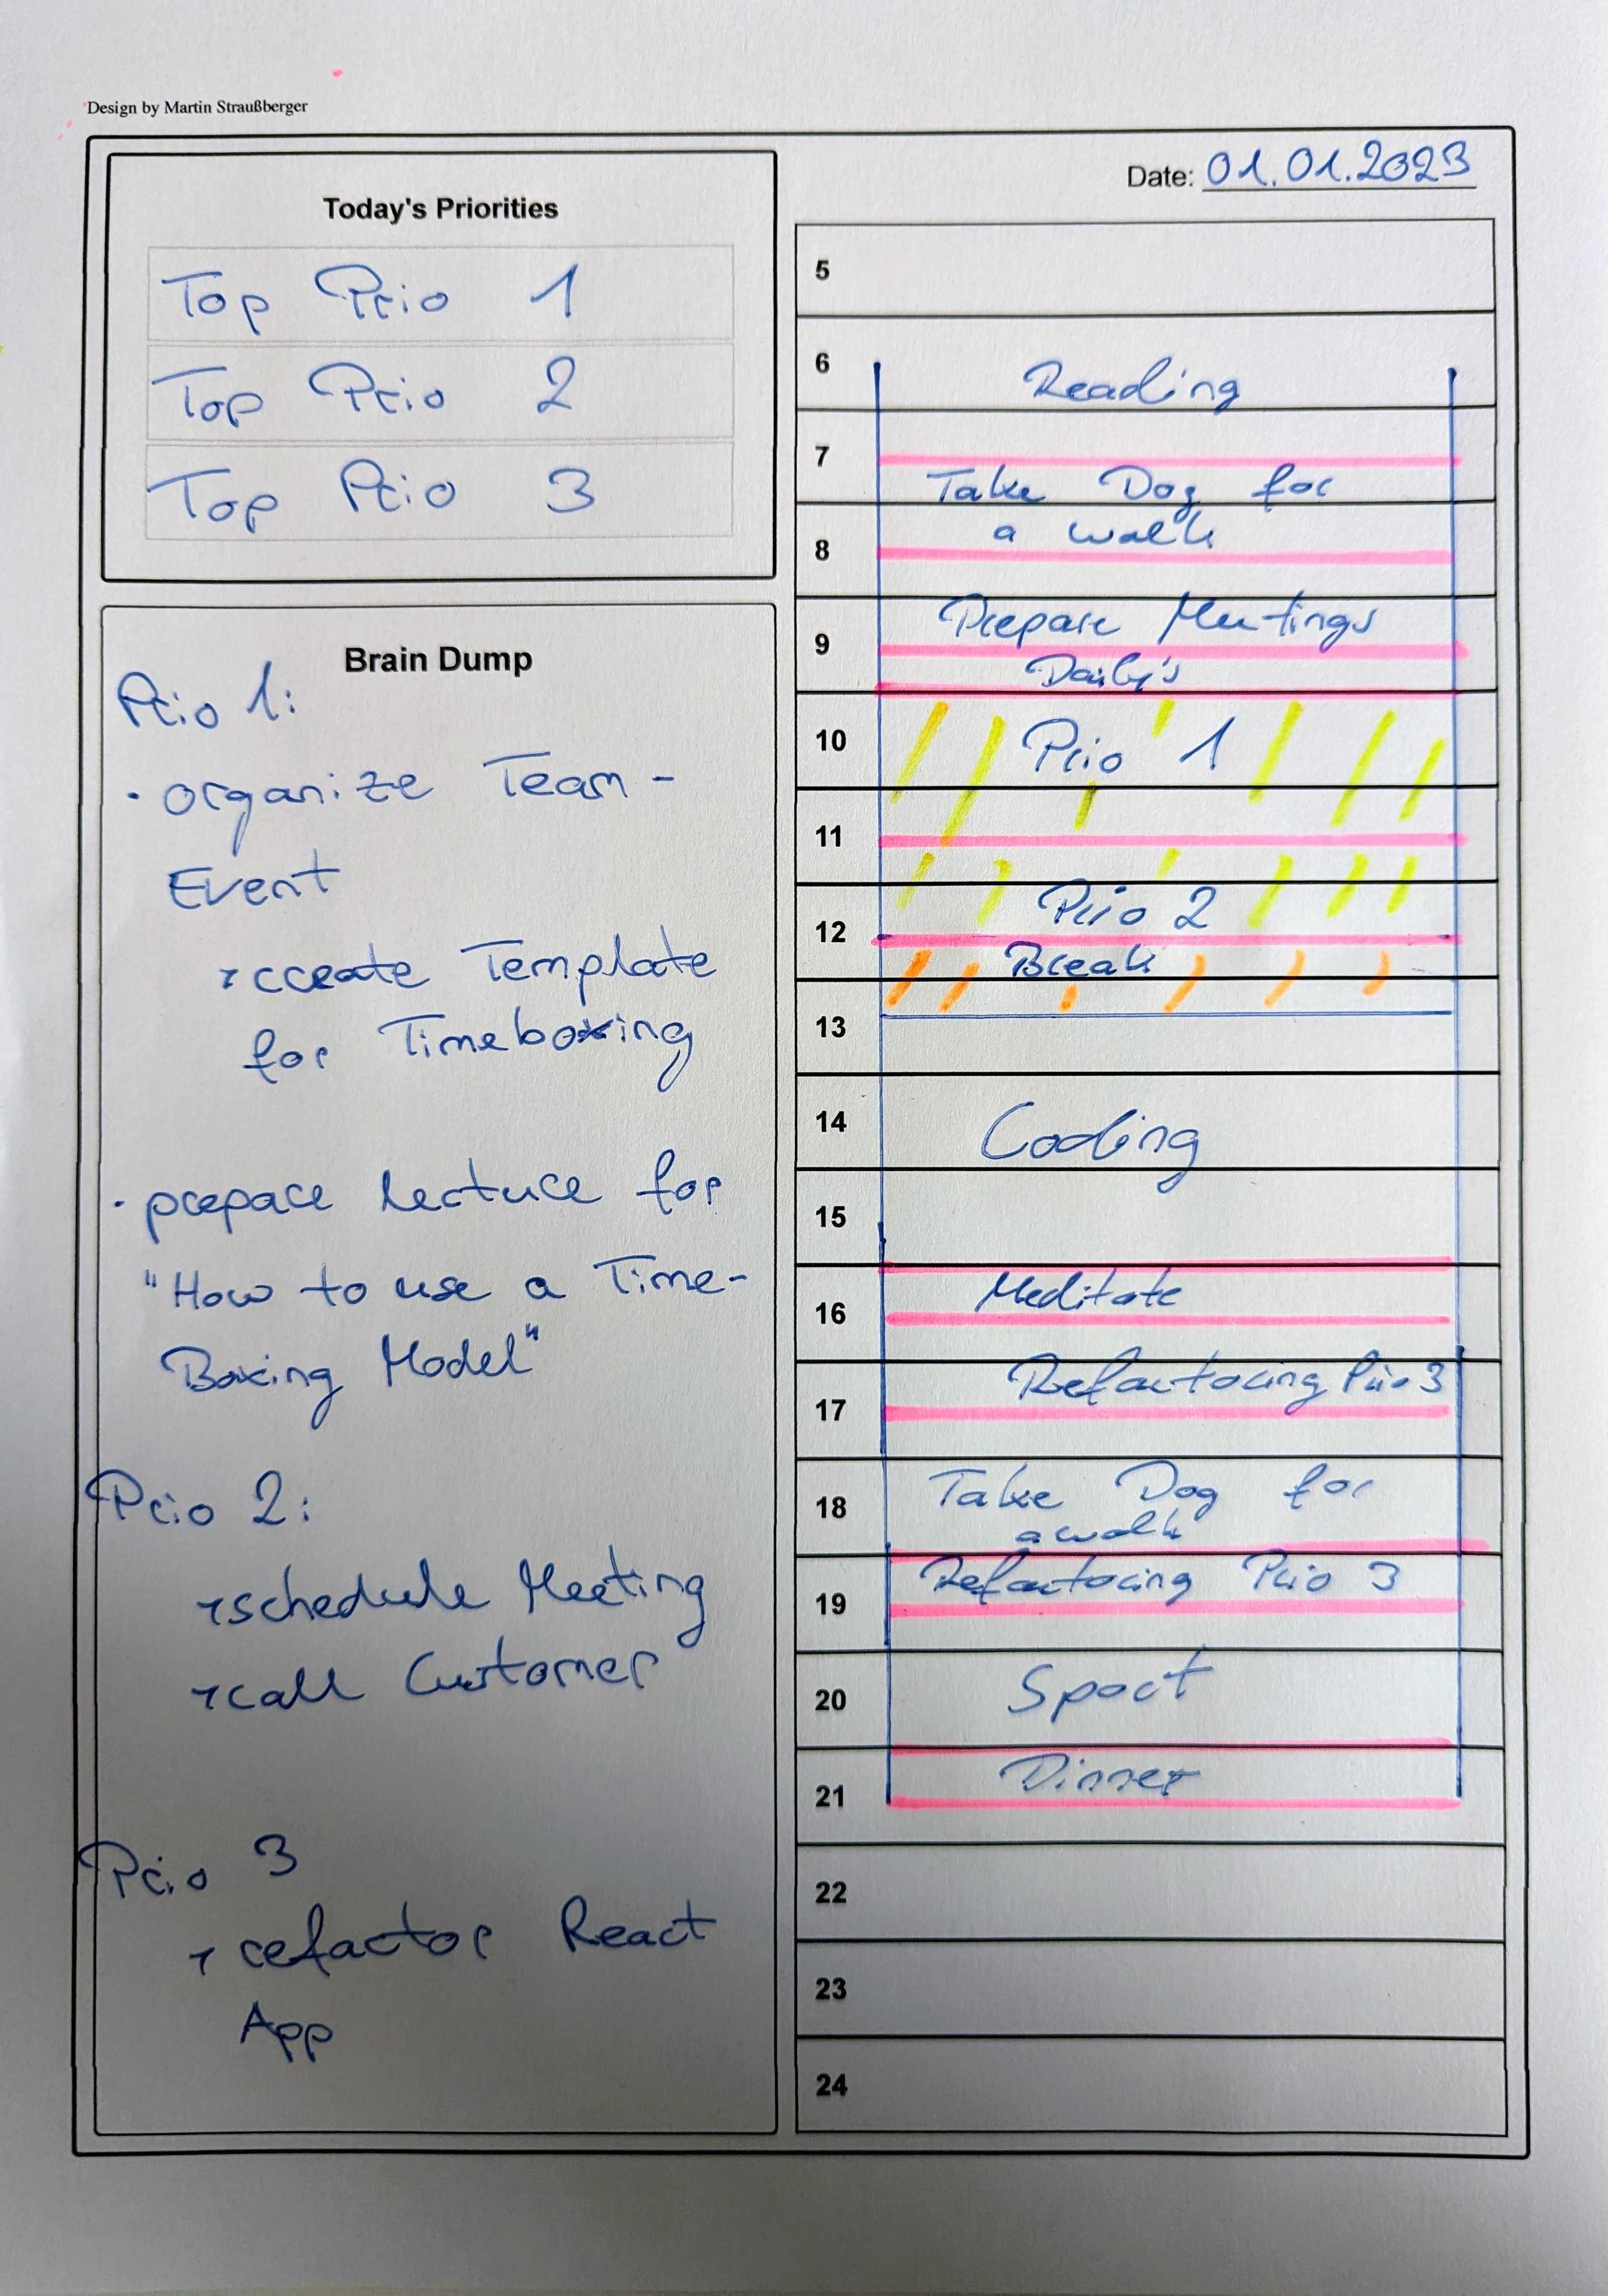 Design by Martin Straußberger
Today's Priorities
Top Prio 1
Top Prio 2
Top Prio 3
Brain Dump
Prio 1:
• organize Team-
Event
create Template
for Timeboxing
• prepare Lecture for
"How to use a Time-
Boxing Model"
Prio 2:
schedule Meeting
call Customer
Prio 3
refactor React
App
Date: 01.01.2023
5
6 Reading
7
Take Dog for
a walk
8
Prepare Meetings
9
Daily's
10 Prio 1
11
Prio 2
12
Break
13
14 Coding
15
Meditate
16
Refactoring Prio 3
17
Take Dog for
18
a walk
Refactoring Prio 3
19
20 Sport
Dinner
21
22
23
24